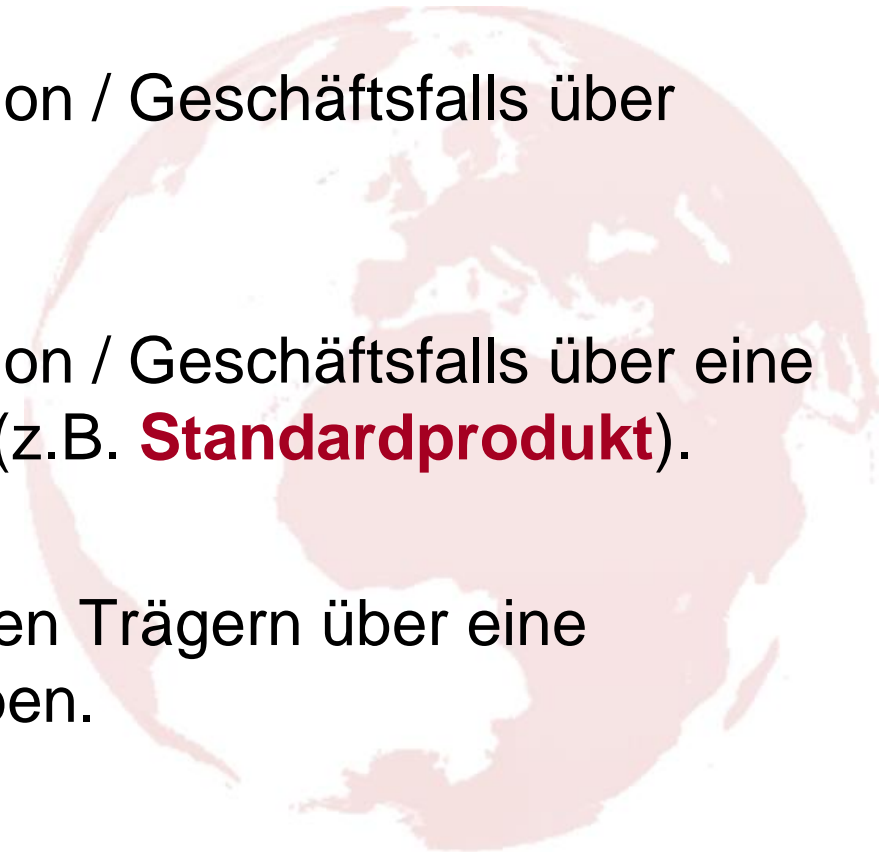 on / Geschäftsfalls über
on / Geschäftsfalls über eine
(z.B. Standardprodukt).
en Trägern über eine
en.